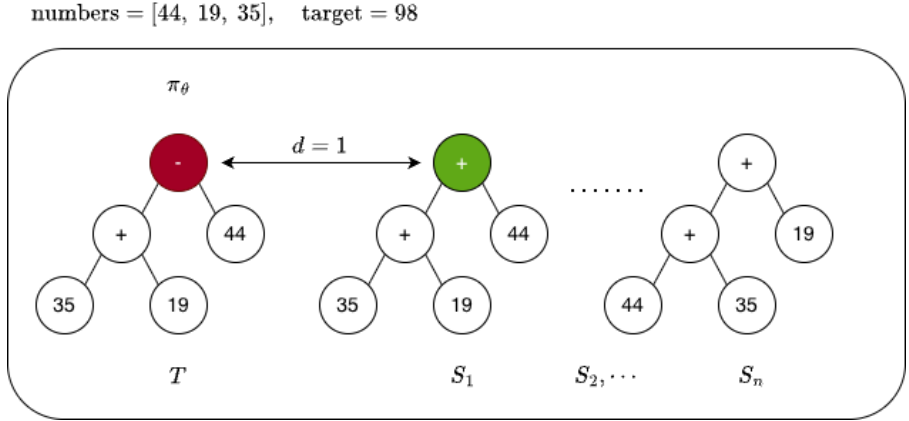 numbers = [44, 19, 35], target = 98
π_θ
- d = 1 + ....... +
+ 44 + 44 + 19
35 19 35 19 44 35
T S_1 S_2, ⋯ S_n